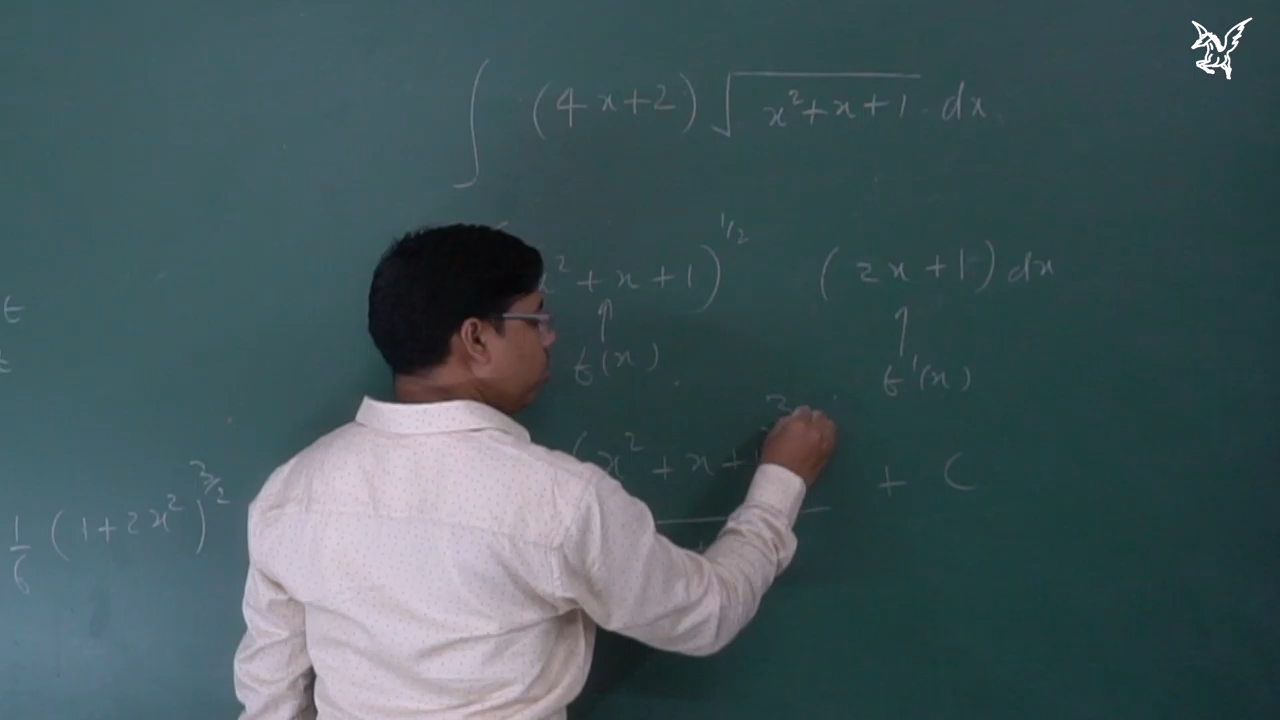 ∫ (4x+2) √(x²+x+1) dx
x²+x+1)^1/2 (2x+1) dx
↑ ↑
f(x) f'(x)
(x²+x+1 + C
t
1/6 (1+2x²)^3/2